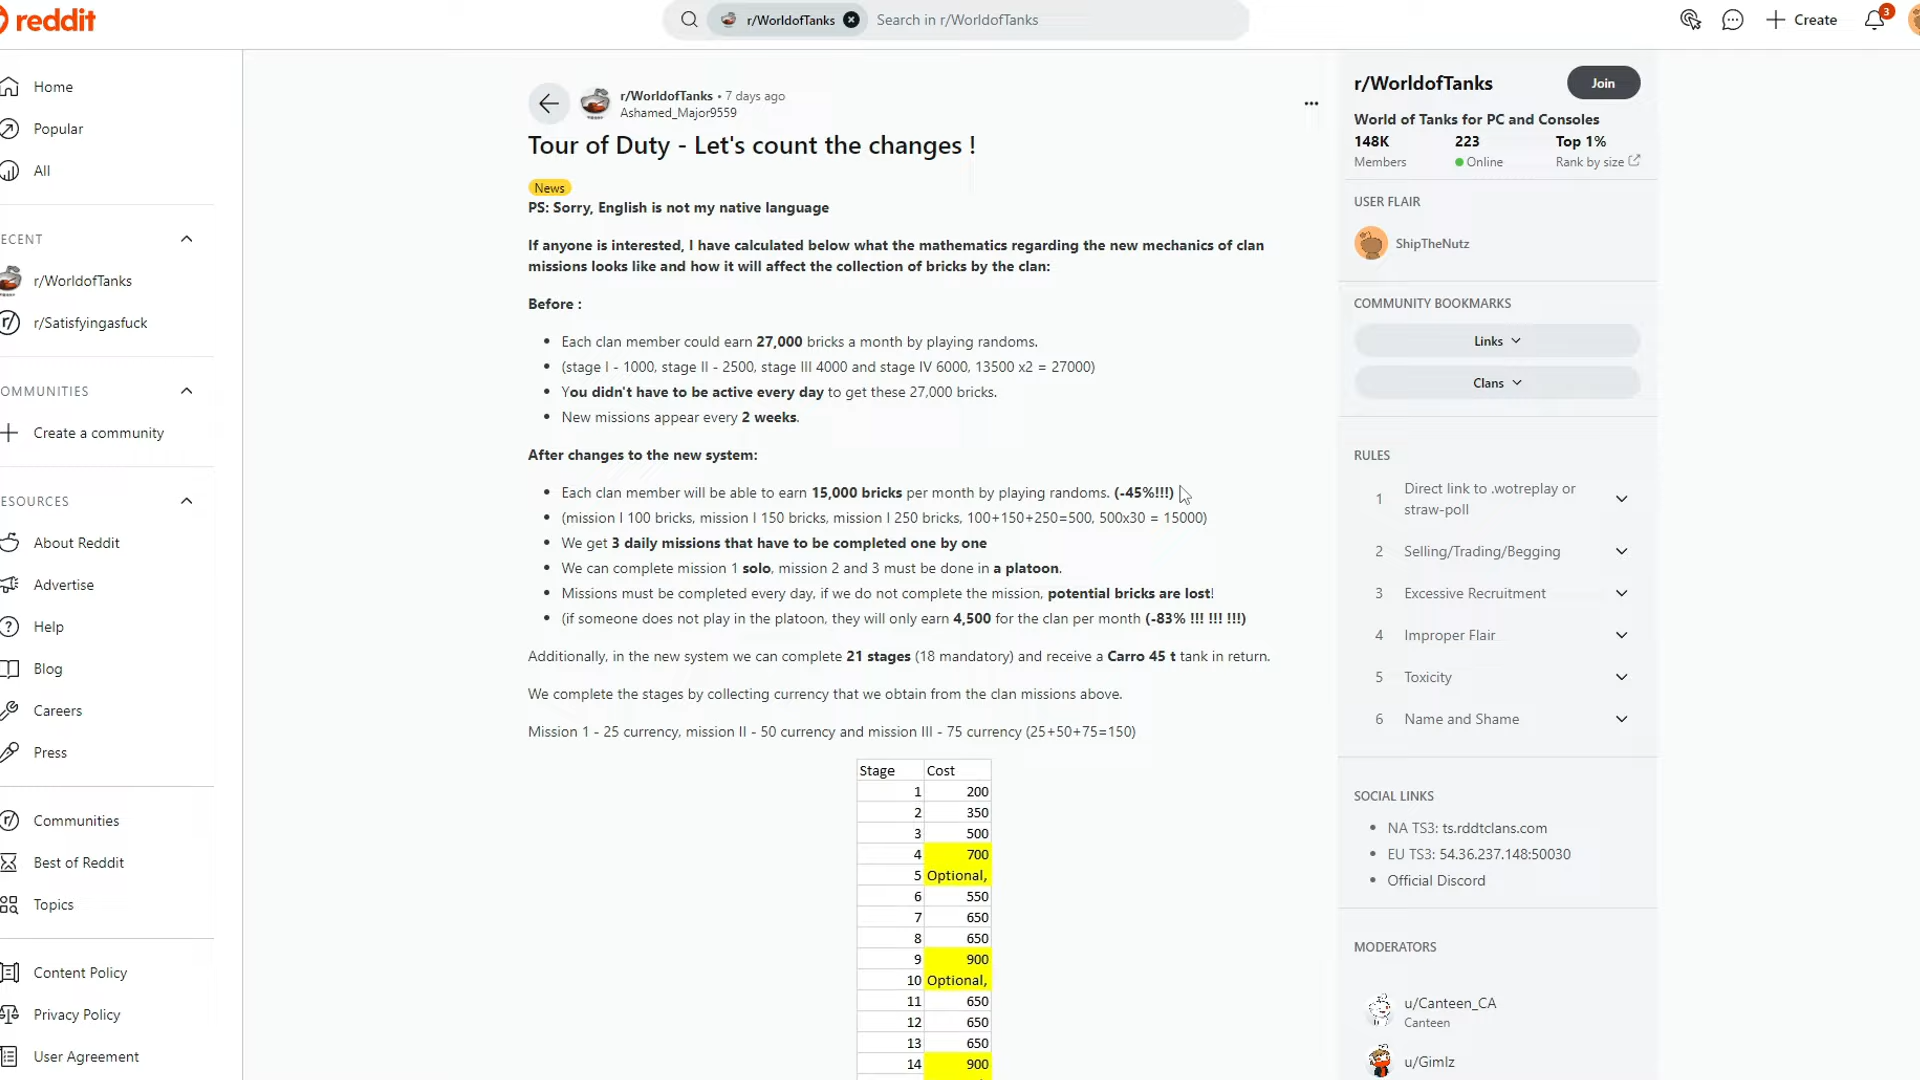 reddit
r/WorldofTanks
Search in r/WorldofTanks
Create
3
Home
Popular
All
ECENT
r/WorldofTanks
r/Satisfyingasfuck
OMMUNITIES
Create a community
ESOURCES
About Reddit
Advertise
Help
Blog
Careers
Press
Communities
Best of Reddit
Topics
Content Policy
Privacy Policy
User Agreement
r/WorldofTanks • 7 days ago
Ashamed_Major9559
Tour of Duty - Let's count the changes !
News
PS: Sorry, English is not my native language
If anyone is interested, I have calculated below what the mathematics regarding the new mechanics of clan
missions looks like and how it will affect the collection of bricks by the clan:
Before :
• Each clan member could earn 27,000 bricks a month by playing randoms.
• (stage I - 1000, stage II - 2500, stage III 4000 and stage IV 6000, 13500 x2 = 27000)
• You didn't have to be active every day to get these 27,000 bricks.
• New missions appear every 2 weeks.
After changes to the new system:
• Each clan member will be able to earn 15,000 bricks per month by playing randoms. (-45%!!!)
• (mission I 100 bricks, mission I 150 bricks, mission I 250 bricks, 100+150+250=500, 500x30 = 15000)
• We get 3 daily missions that have to be completed one by one
• We can complete mission 1 solo, mission 2 and 3 must be done in a platoon.
• Missions must be completed every day, if we do not complete the mission, potential bricks are lost!
• (if someone does not play in the platoon, they will only earn 4,500 for the clan per month (-83% !!! !!! !!!)
Additionally, in the new system we can complete 21 stages (18 mandatory) and receive a Carro 45 t tank in return.
We complete the stages by collecting currency that we obtain from the clan missions above.
Mission 1 - 25 currency, mission II - 50 currency and mission III - 75 currency (25+50+75=150)
Stage Cost
1 200
2 350
3 500
4 700
5 Optional,
6 550
7 650
8 650
9 900
10 Optional,
11 650
12 650
13 650
14 900
r/WorldofTanks
Join
World of Tanks for PC and Consoles
148K 223 Top 1%
Members Online Rank by size
USER FLAIR
ShipTheNutz
COMMUNITY BOOKMARKS
Links
Clans
RULES
1 Direct link to .wotreplay or
straw-poll
2 Selling/Trading/Begging
3 Excessive Recruitment
4 Improper Flair
5 Toxicity
6 Name and Shame
SOCIAL LINKS
• NA TS3: ts.rddtclans.com
• EU TS3: 54.36.237.148:50030
• Official Discord
MODERATORS
u/Canteen_CA
Canteen
u/Gimlz